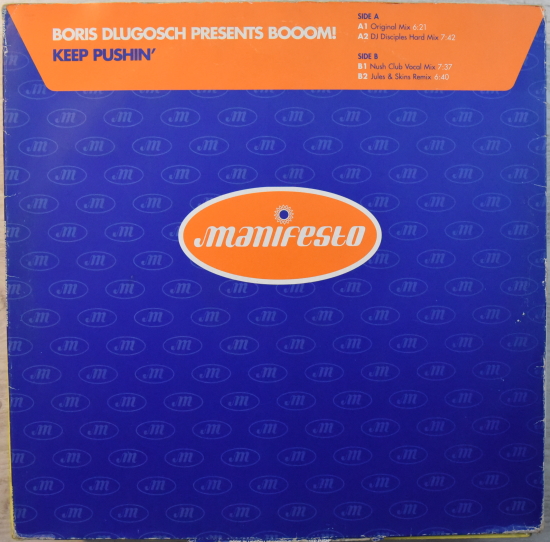 BORIS DLUGOSCH PRESENTS BOOOM!
KEEP PUSHIN'
SIDE A
A1 Original Mix 6:21
A2 DJ Disciples Hard Mix 7:42
SIDE B
B1 Nush Club Vocal Mix 7:37
B2 Jules & Skins Remix 6:40
manifesto